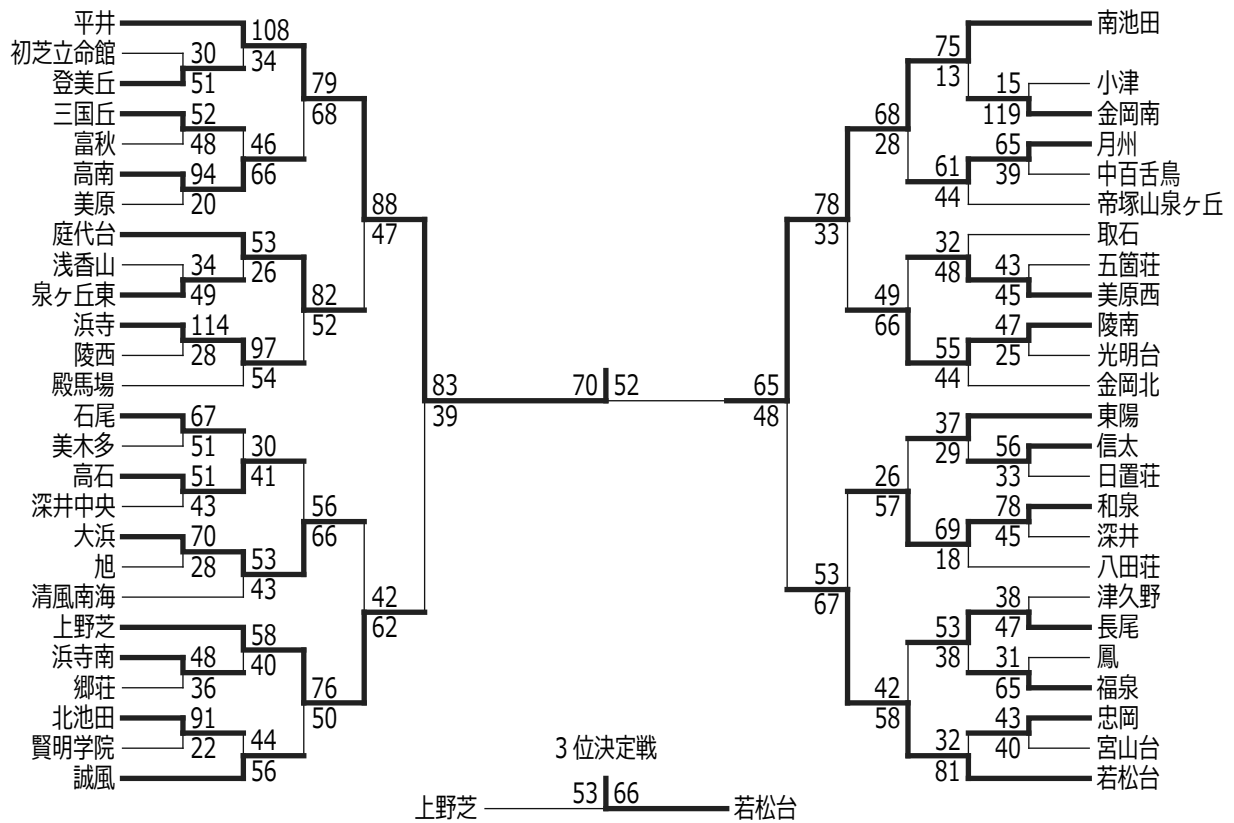 平井
初芝立命館
登美丘
三国丘
富秋
高南
美原
庭代台
浅香山
泉ヶ丘東
浜寺
陵西
殿馬場
石尾
美木多
高石
深井中央
大浜
旭
清風南海
上野芝
浜寺南
郷荘
北池田
賢明学院
誠風
30
51
52
48
94
20
34
49
114
28
67
51
51
43
70
28
48
36
91
22
108
34
46
66
53
26
97
54
30
41
53
43
58
40
44
56
79
68
82
52
56
66
76
50
88
47
42
62
83
39
70 52
65
48
78
33
53
67
68
28
49
66
26
57
42
58
75
13
61
44
32
48
55
44
37
29
69
18
53
38
32
81
15
119
65
39
43
45
47
25
56
33
78
45
38
47
31
65
43
40
南池田
小津
金岡南
月州
中百舌鳥
帝塚山泉ヶ丘
取石
五箇荘
美原西
陵南
光明台
金岡北
東陽
信太
日置荘
和泉
深井
八田荘
津久野
長尾
鳳
福泉
忠岡
宮山台
若松台
3位決定戦
上野芝 53 66 若松台